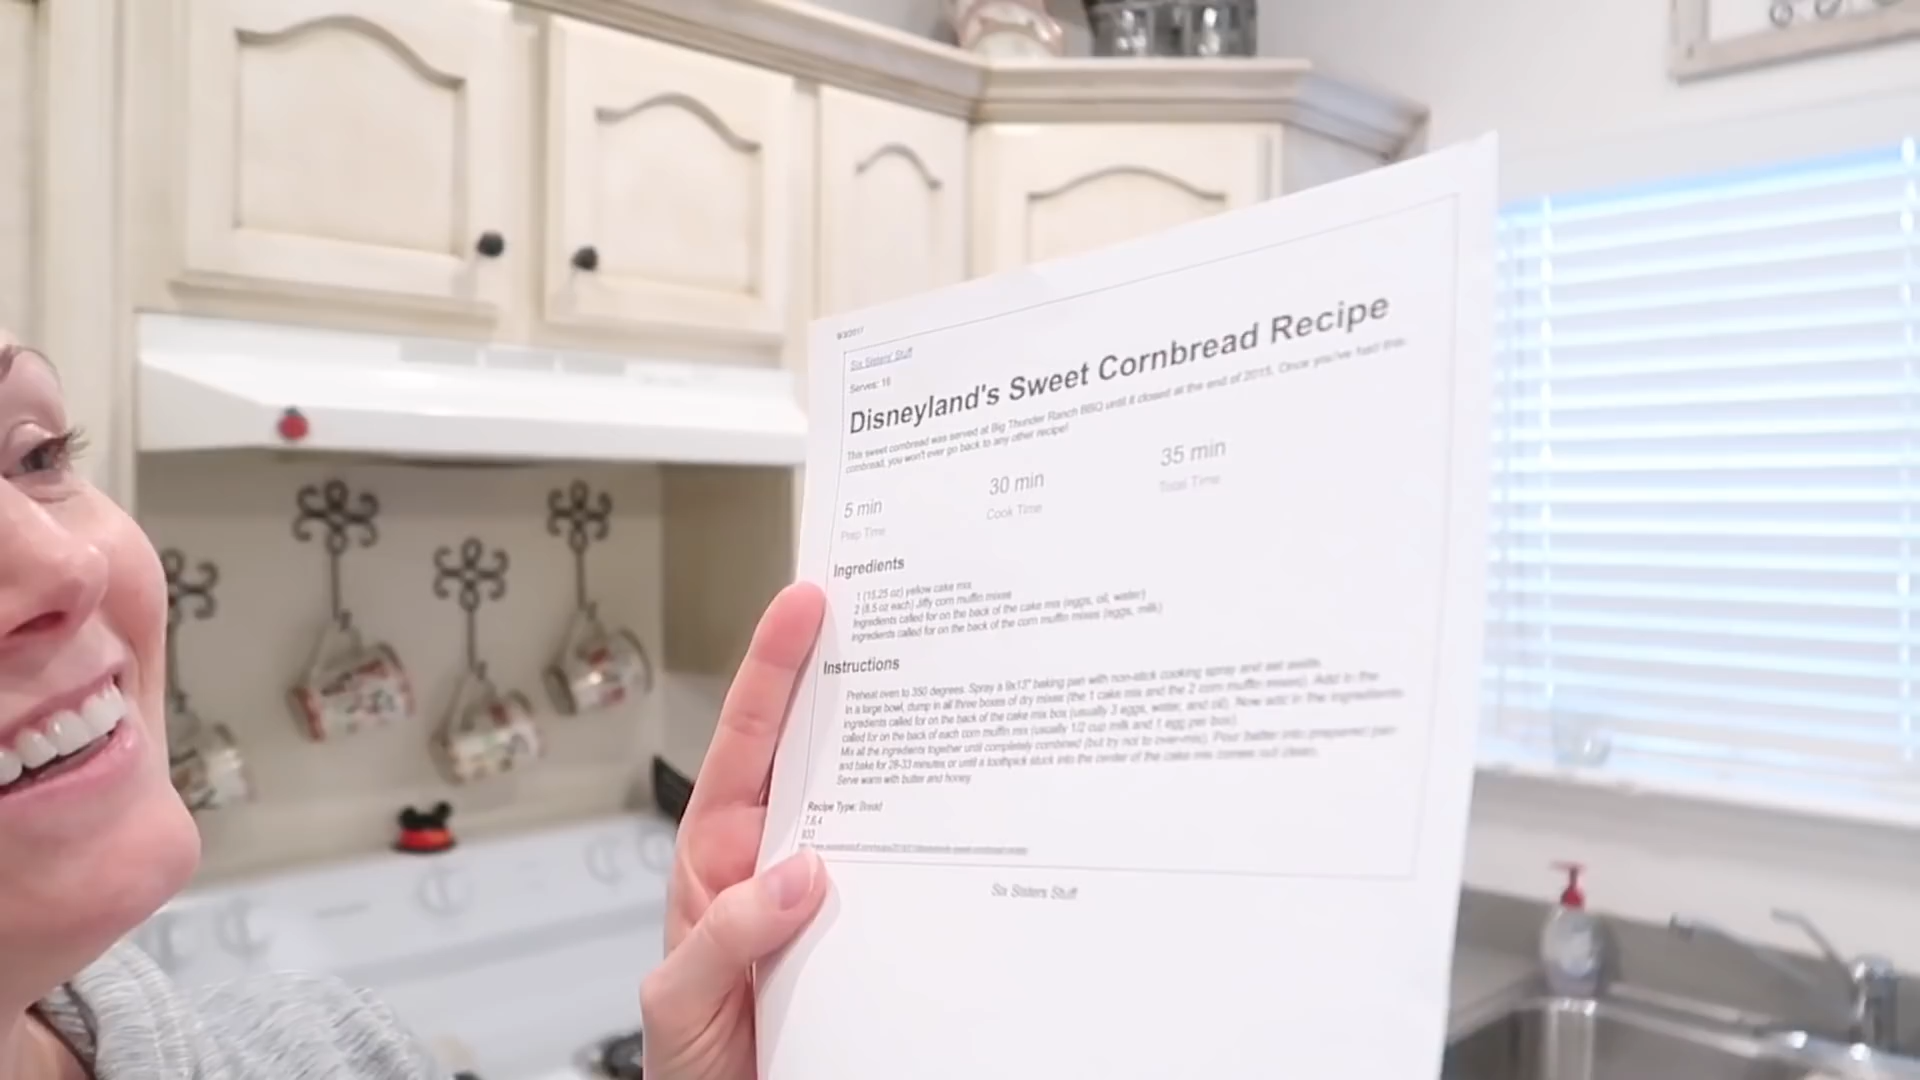 Six Sisters' Stuff
Serves: 16
Disneyland's Sweet Cornbread Recipe
This sweet cornbread was served at Big Thunder Ranch BBQ until it closed at the end of 2015. Once you've had this
cornbread, you won't ever go back to any other recipe!
5 min
30 min
35 min
Prep Time
Cook Time
Total Time
Ingredients
1 (15.25 oz) yellow cake mix
2 (8.5 oz each) Jiffy corn muffin mixes
Ingredients called for on the back of the cake mix (eggs, oil, water)
Ingredients called for on the back of the corn muffin mixes (eggs, milk)
Instructions
Preheat oven to 350 degrees. Spray a 9x13" baking pan with non-stick cooking spray and set aside.
In a large bowl, dump in all three boxes of dry mixes (the 1 cake mix and the 2 corn muffin mixes). Add in the
ingredients called for on the back of the cake mix box (usually 3 eggs, water, and oil). Now add in the ingredients
called for on the back of each corn muffin mix (usually 1/2 cup milk and 1 egg per box).
Mix all the ingredients together until completely combined (but try not to over-mix). Pour batter into prepared pan
and bake for 28-33 minutes or until a toothpick stuck into the center of the cake mix comes out clean.
Serve warm with butter and honey.
Recipe Type: Bread
7.6.4
933
Six Sisters Stuff